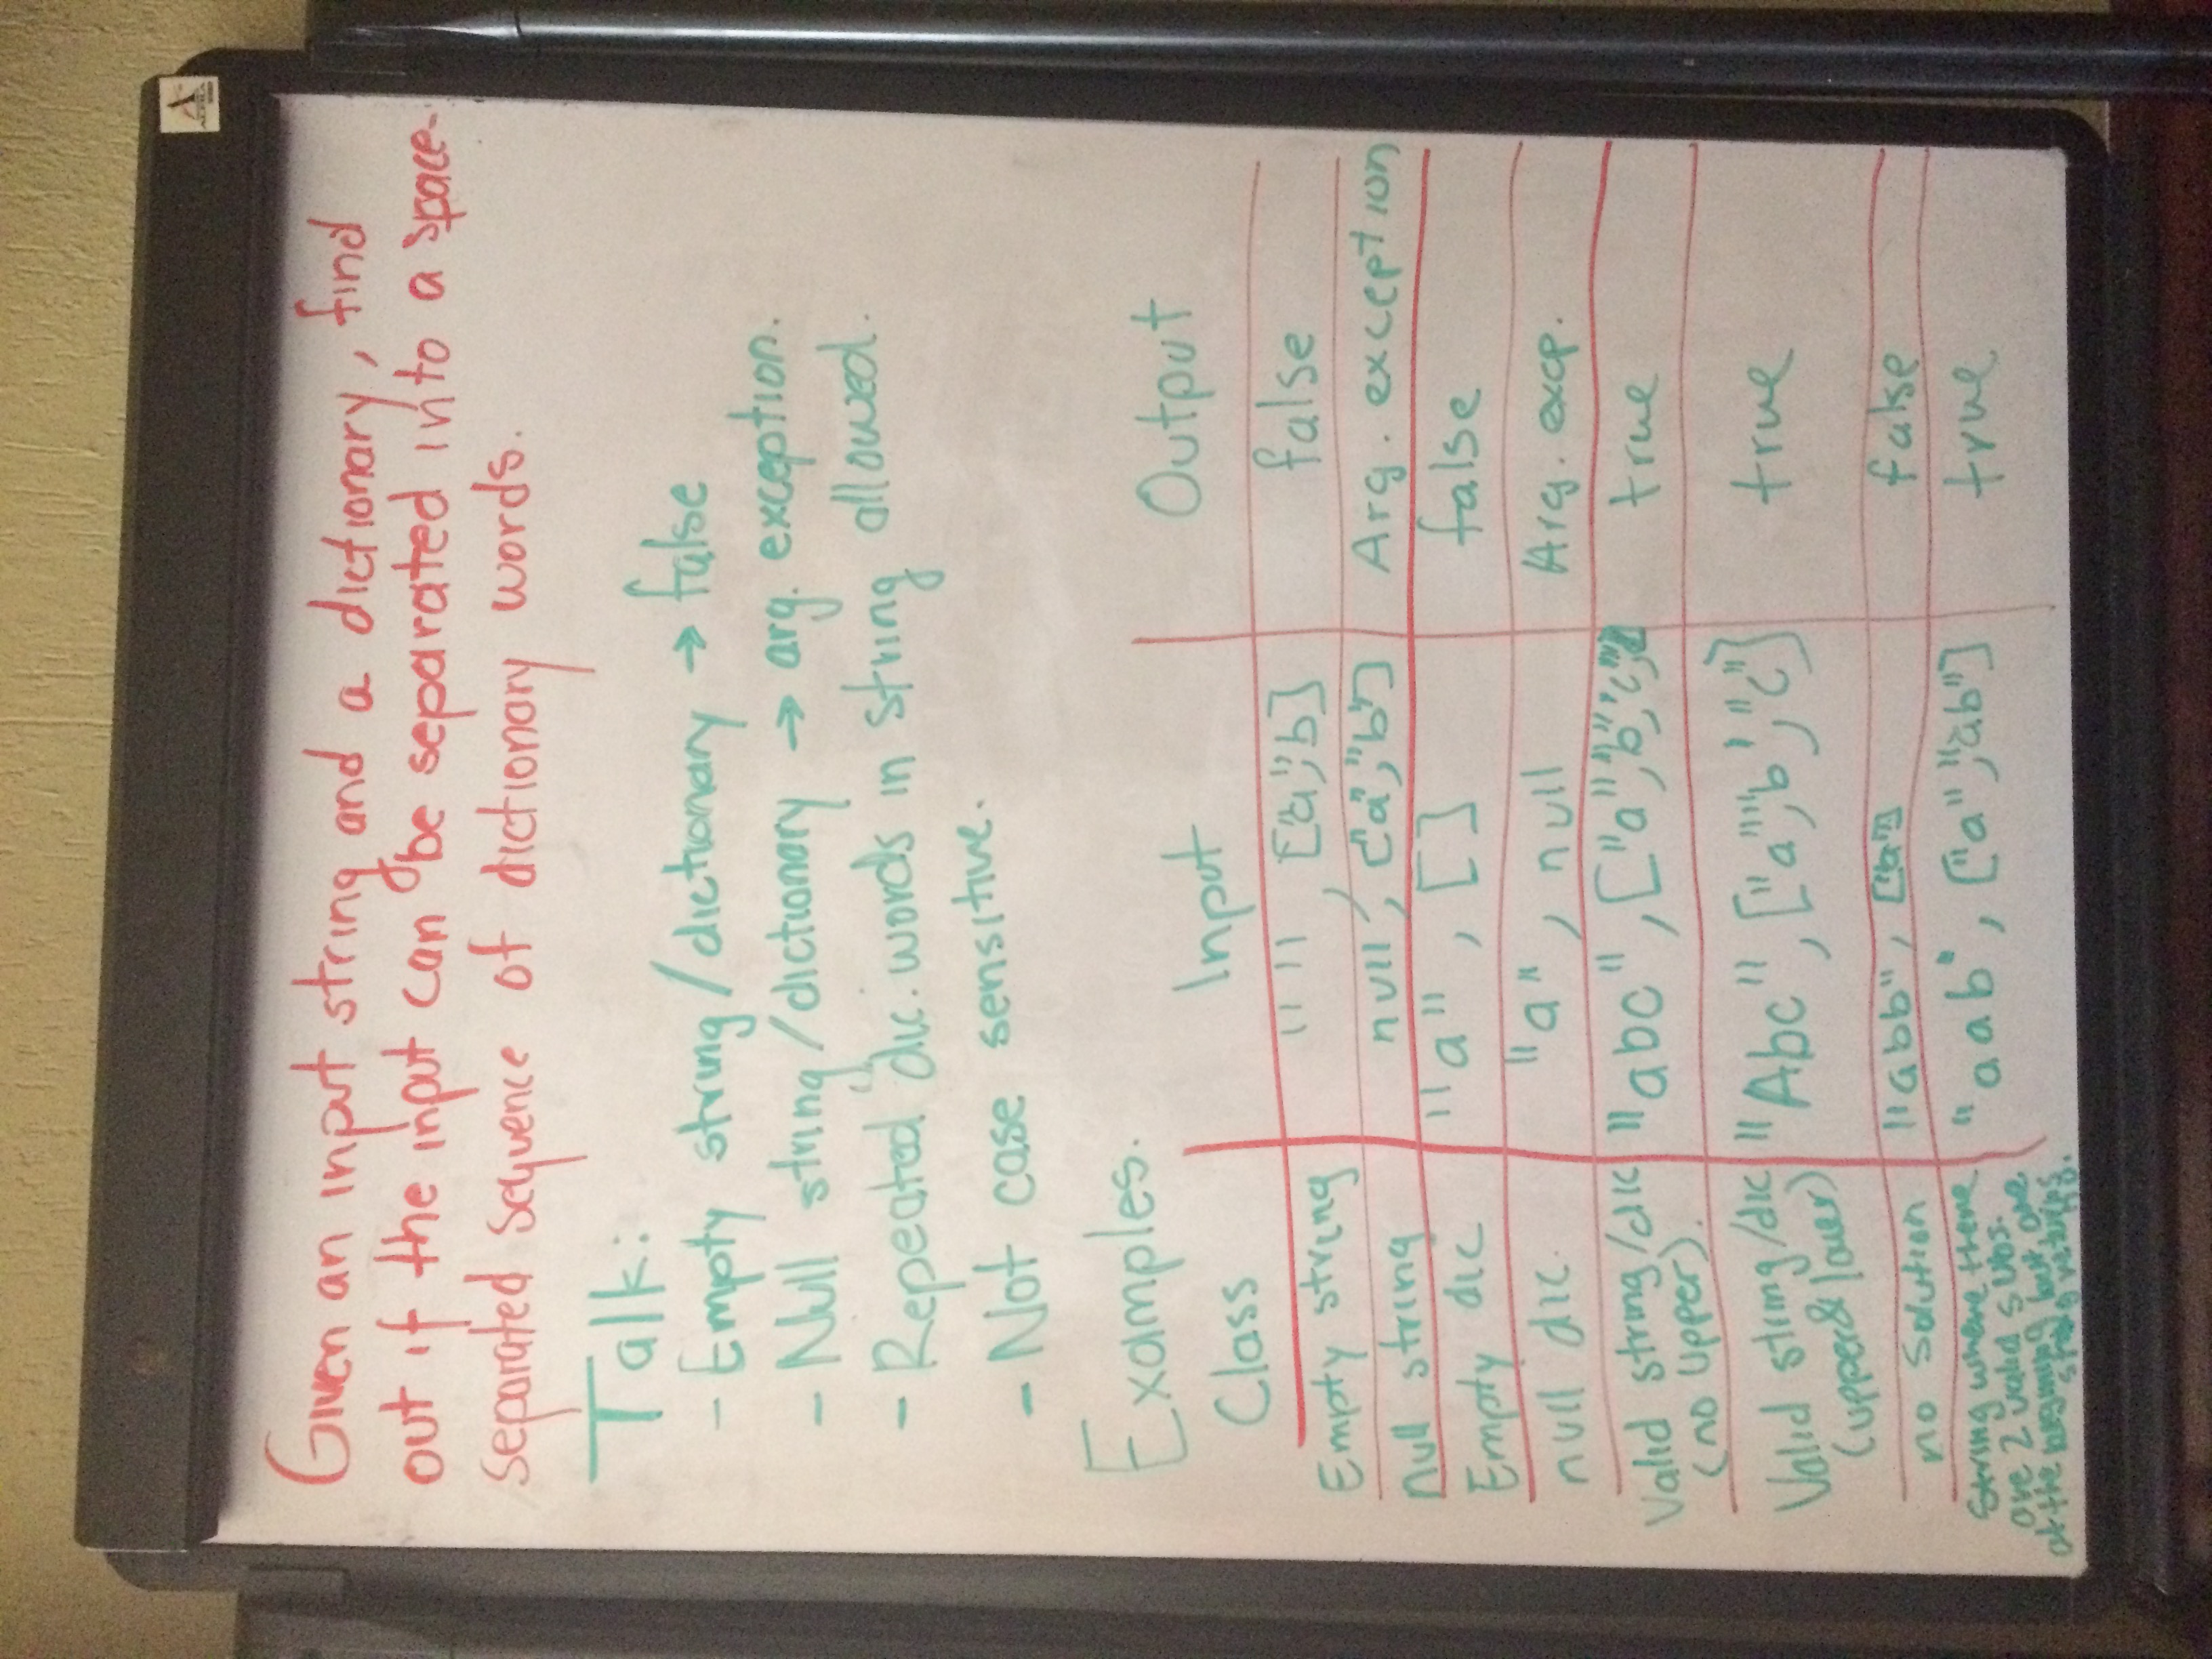 Given an input string and a dictionary, find
out if the input can be separated into a space-
separated sequence of dictionary words.
Talk:
- Empty string/dictionary → false
- Null string/dictionary → arg. exception.
- Repeated dic. words in string allowed.
- Not case sensitive.
Examples.
Class Input Output
Empty string "", ["a", b] false
null string null, ["a", "b"] Arg. exception
Empty dic "a", [] false
null dic. "a", null Arg. excp.
Valid string/dic "abc", ["a", "b", "c"] true
(no upper).
Valid string/dic "Abc", ["a", "b", "c"] true
(upper & lower)
no solution "abb", ["a"] false
String where there "aab", ["a", "ab"] true
are 2 valid subs.
at the beginning but one
string returns